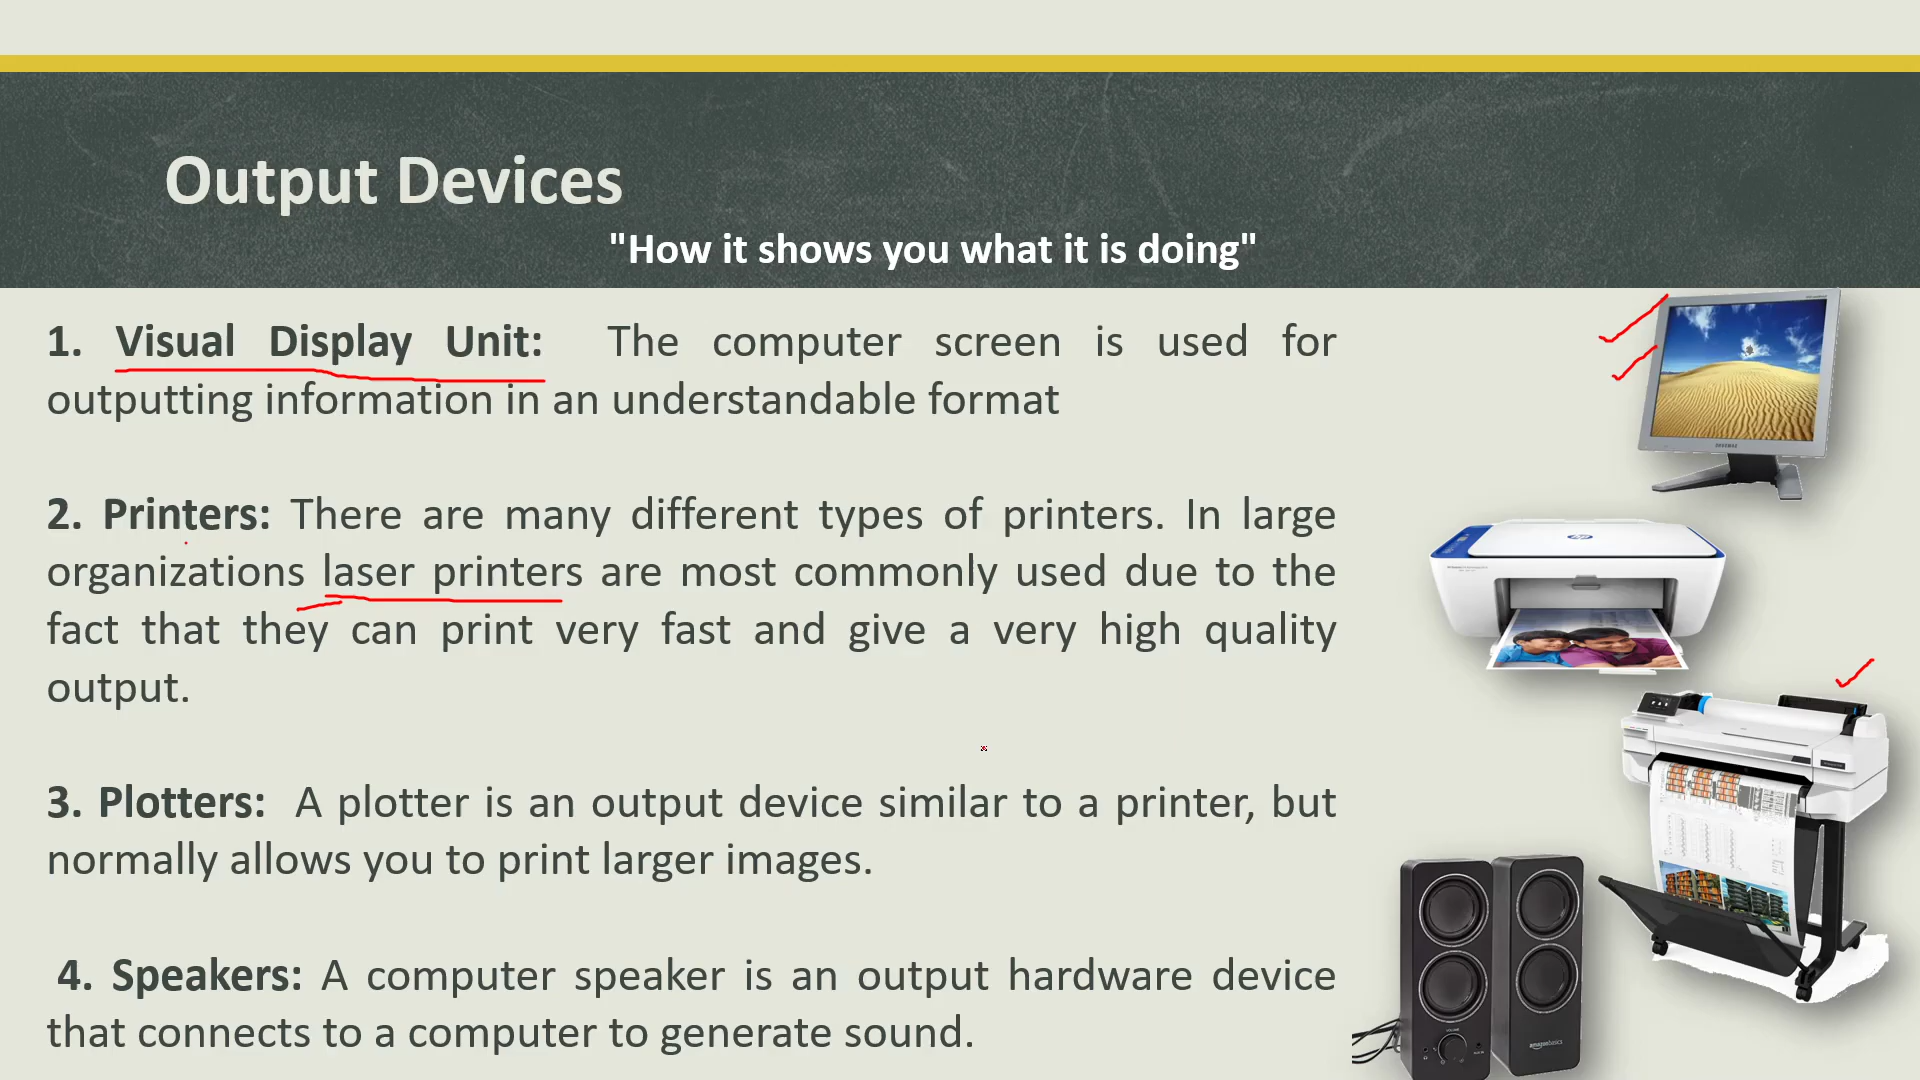 Output Devices
"How it shows you what it is doing"
1. Visual Display Unit: The computer screen is used for
outputting information in an understandable format
2. Printers: There are many different types of printers. In large
organizations laser printers are most commonly used due to the
fact that they can print very fast and give a very high quality
output.
3. Plotters: A plotter is an output device similar to a printer, but
normally allows you to print larger images.
4. Speakers: A computer speaker is an output hardware device
that connects to a computer to generate sound.
hp
amazonbasics